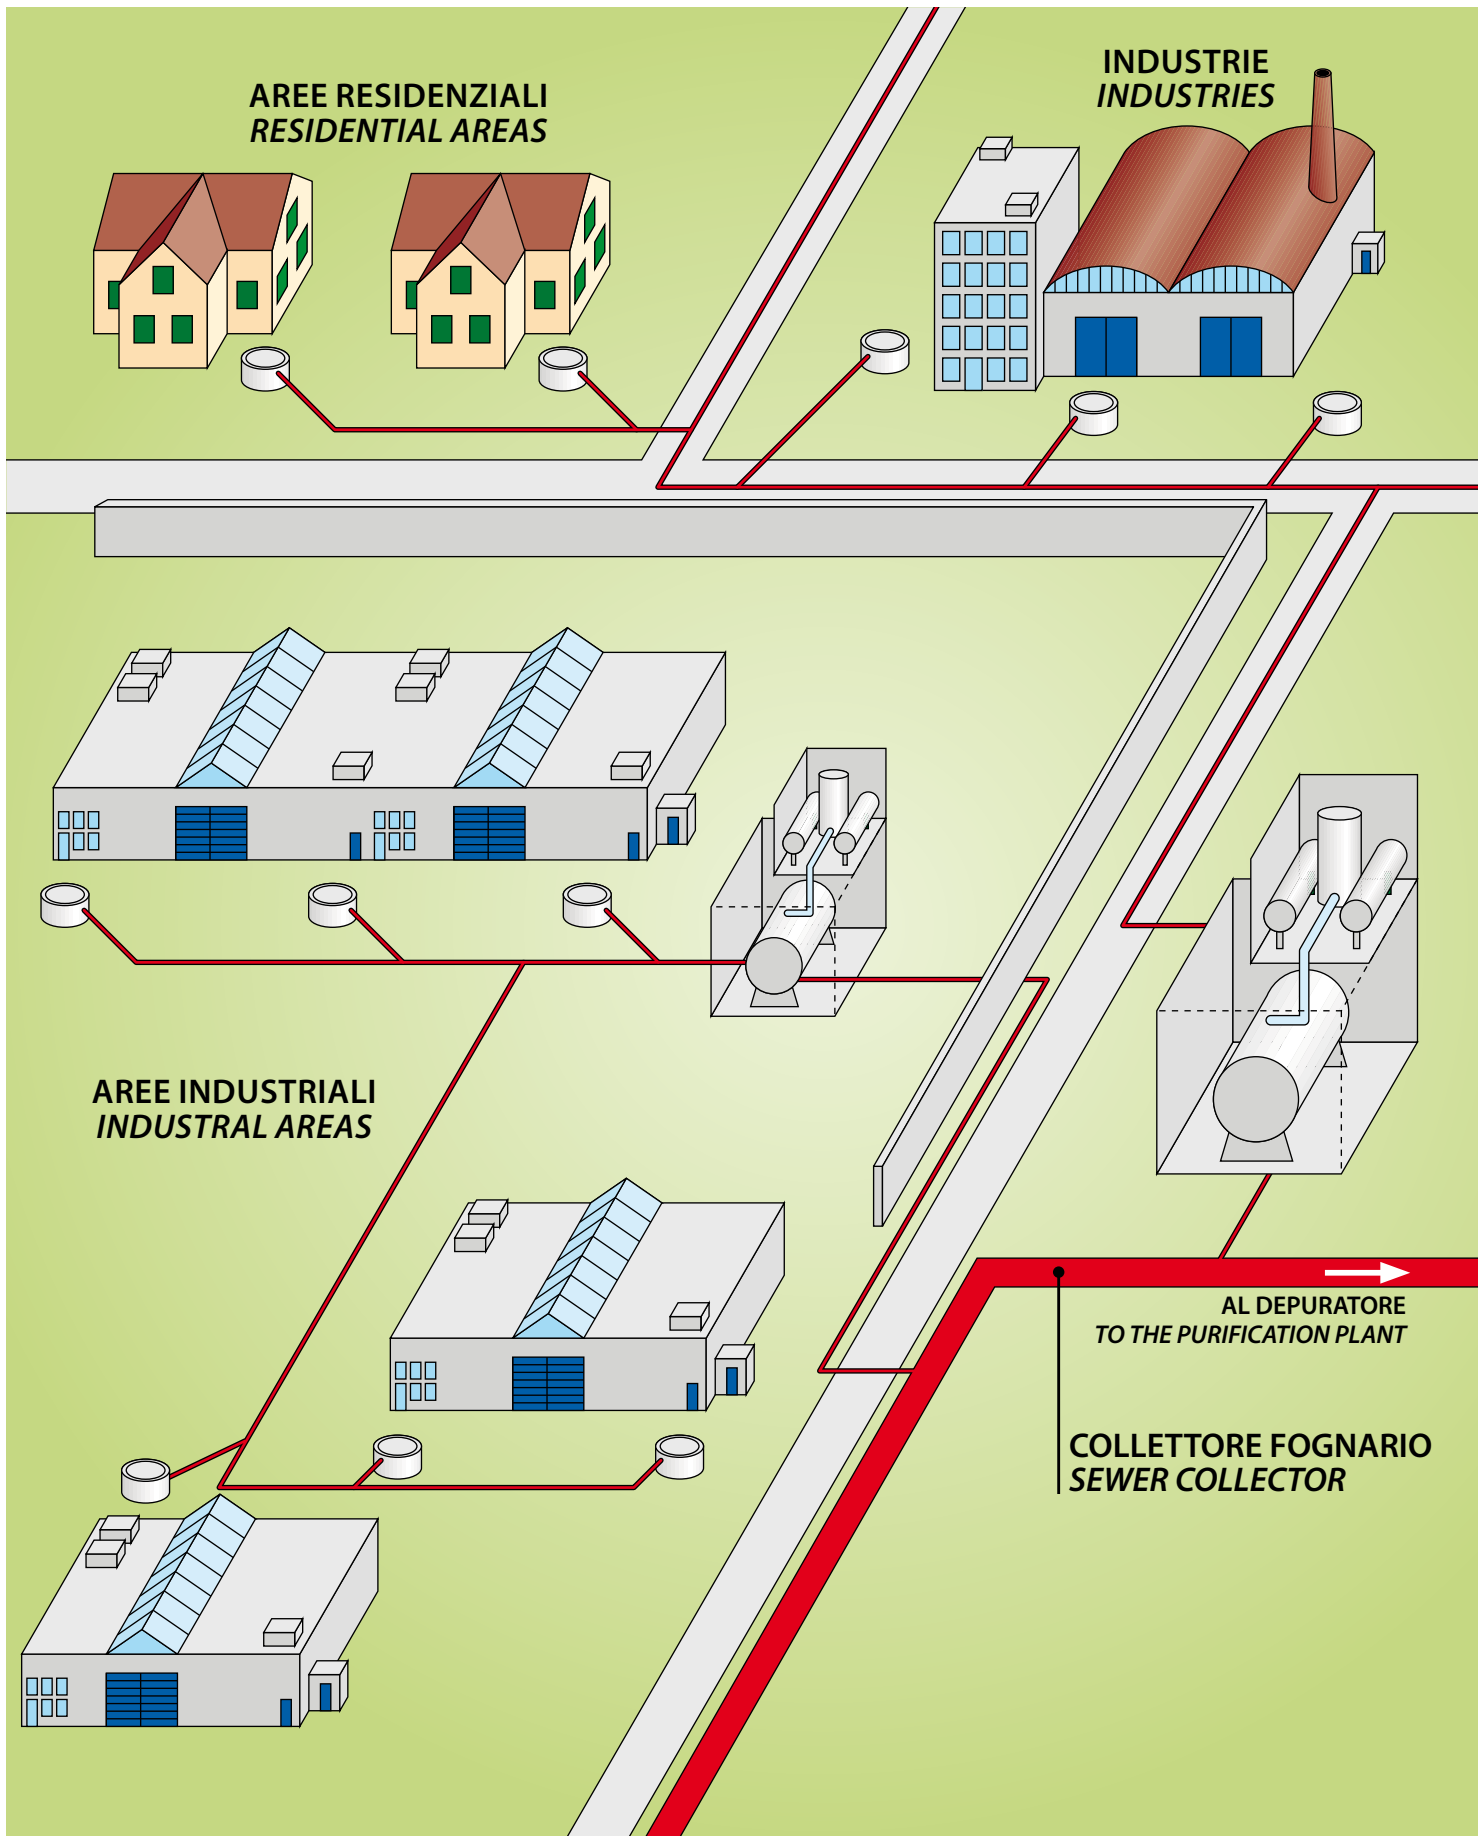 AREE RESIDENZIALI
RESIDENTIAL AREAS
INDUSTRIE
INDUSTRIES
AREE INDUSTRIALI
INDUSTRAL AREAS
AL DEPURATORE
TO THE PURIFICATION PLANT
COLLETTORE FOGNARIO
SEWER COLLECTOR